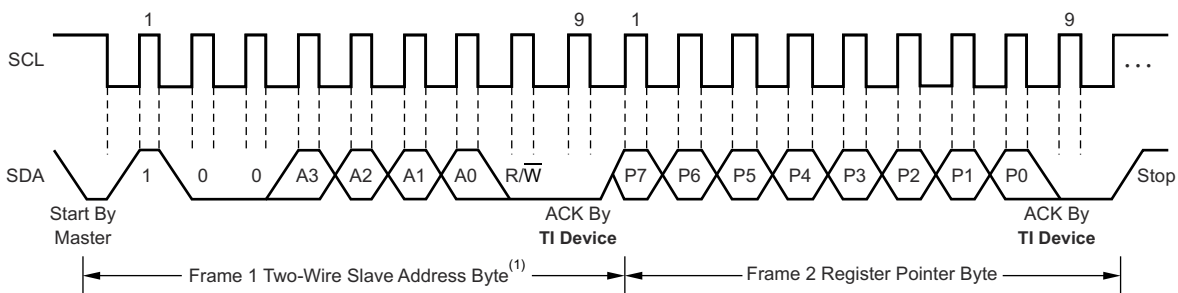 1 9 1 9
SCL ...
SDA 1 0 0 A3 A2 A1 A0 R/W̅ P7 P6 P5 P4 P3 P2 P1 P0 Stop
Start By ACK By ACK By
Master TI Device TI Device
Frame 1 Two-Wire Slave Address Byte(1) Frame 2 Register Pointer Byte